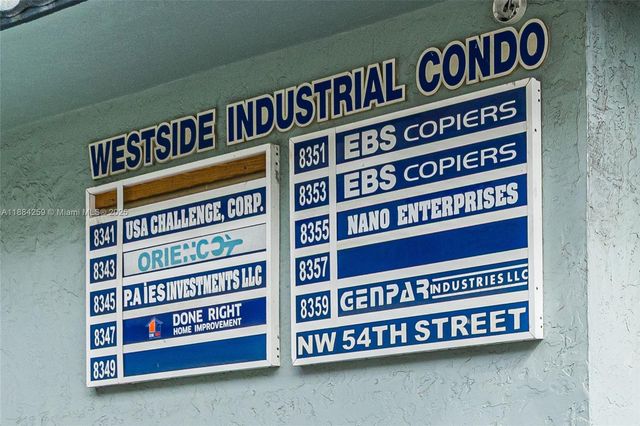 WESTSIDE INDUSTRIAL CONDO
8341 USA CHALLENGE, CORP.
8343 ORIENCO
8345 P.A.I.E.S INVESTMENTS LLC
8347 DONE RIGHT
HOME IMPROVEMENT
8349
8351 EBS COPIERS
8353 EBS COPIERS
8355 NANO ENTERPRISES
8357
8359 GENPAR INDUSTRIES LLC
NW 54TH STREET
A11884259 © Miami MLS 2025